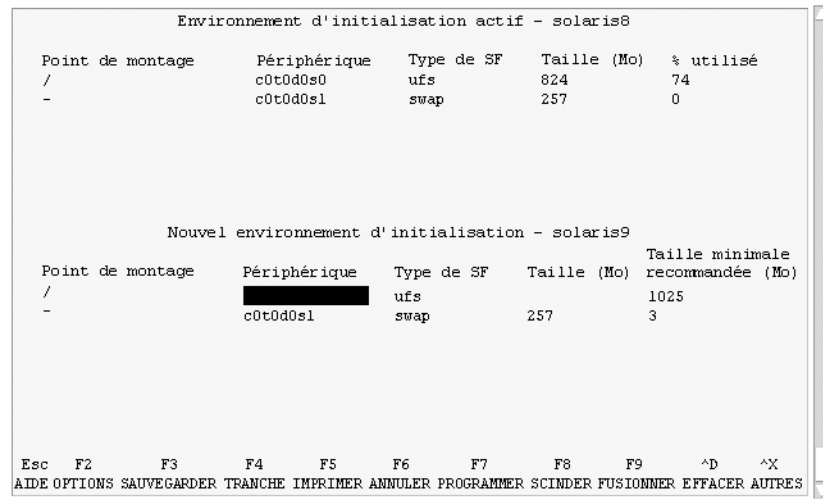 Environnement d'initialisation actif - solaris8
Point de montage Périphérique Type de SF Taille (Mo) % utilisé
/ c0t0d0s0 ufs 824 74
- c0t0d0s1 swap 257 0
Nouvel environnement d'initialisation - solaris9
Taille minimale
Point de montage Périphérique Type de SF Taille (Mo) recommandée (Mo)
/ ufs 1025
- c0t0d0s1 swap 257 3
Esc F2 F3 F4 F5 F6 F7 F8 F9 ^D ^X
AIDE OPTIONS SAUVEGARDER TRANCHE IMPRIMER ANNULER PROGRAMMER SCINDER FUSIONNER EFFACER AUTRES